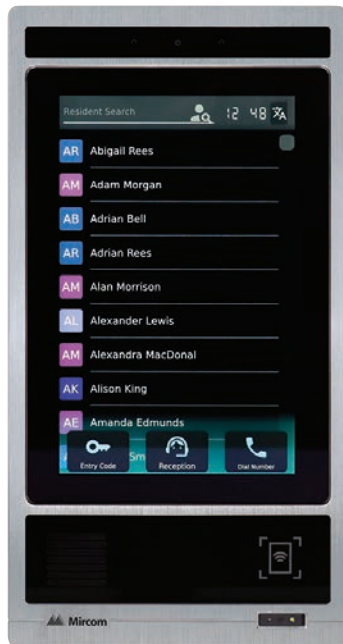 Resident Search 12 48
AR Abigail Rees
AM Adam Morgan
AB Adrian Bell
AR Adrian Rees
AM Alan Morrison
AL Alexander Lewis
AM Alexandra MacDonal
AK Alison King
AE Amanda Edmunds
Sm
Entry Code Reception Dial Number
Mircom